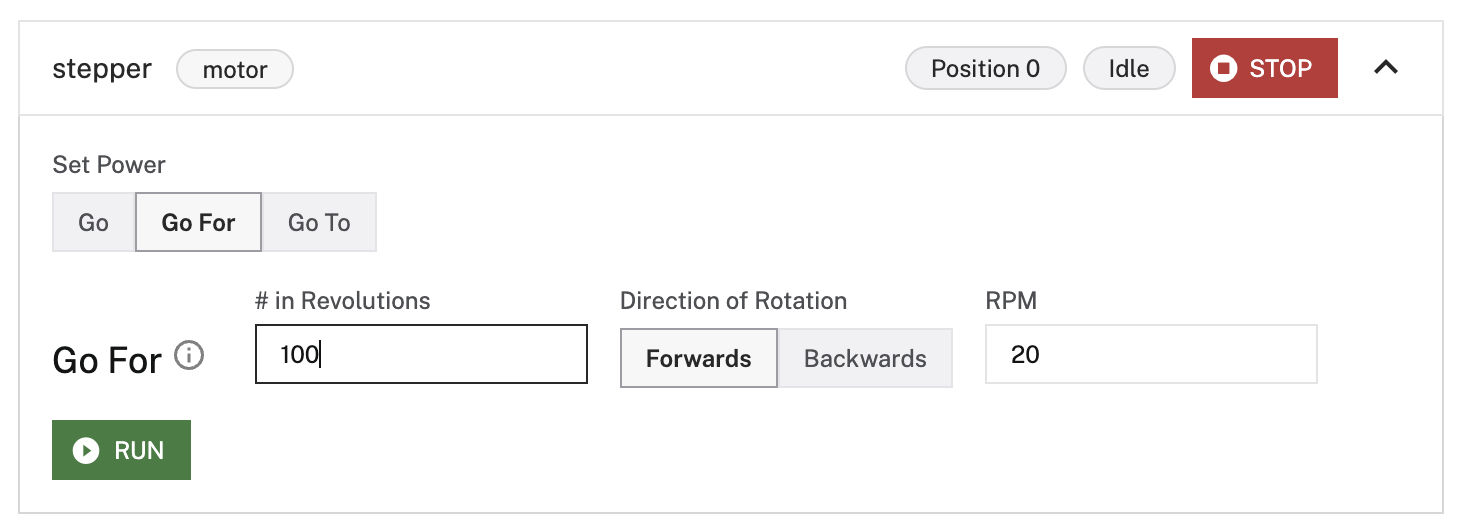 stepper motor Position 0 Idle STOP
Set Power
Go Go For Go To
# in Revolutions Direction of Rotation RPM
Go For 100 Forwards Backwards 20
RUN